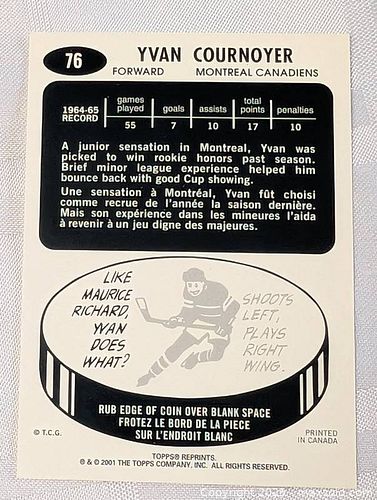 76
YVAN COURNOYER
FORWARD MONTREAL CANADIENS
1964-65 RECORD
games played goals assists total points penalties
55 7 10 17 10
A junior sensation in Montreal, Yvan was
picked to win rookie honors past season.
Brief minor league experience helped him
bounce back with good Cup showing.
Une sensation à Montréal, Yvan fût choisi
comme recrue de l'année la saison dernière.
Mais son expérience dans les mineures l'aida
à revenir à un jeu digne des majeures.
LIKE
MAURICE
RICHARD,
YVAN
DOES
WHAT?
SHOOTS
LEFT,
PLAYS
RIGHT
WING.
RUB EDGE OF COIN OVER BLANK SPACE
FROTEZ LE BORD DE LA PIECE
SUR L'ENDROIT BLANC
© T.C.G.
PRINTED
IN CANADA
TOPPS® REPRINTS.
® & © 2001 THE TOPPS COMPANY, INC. ALL RIGHTS RESERVED.